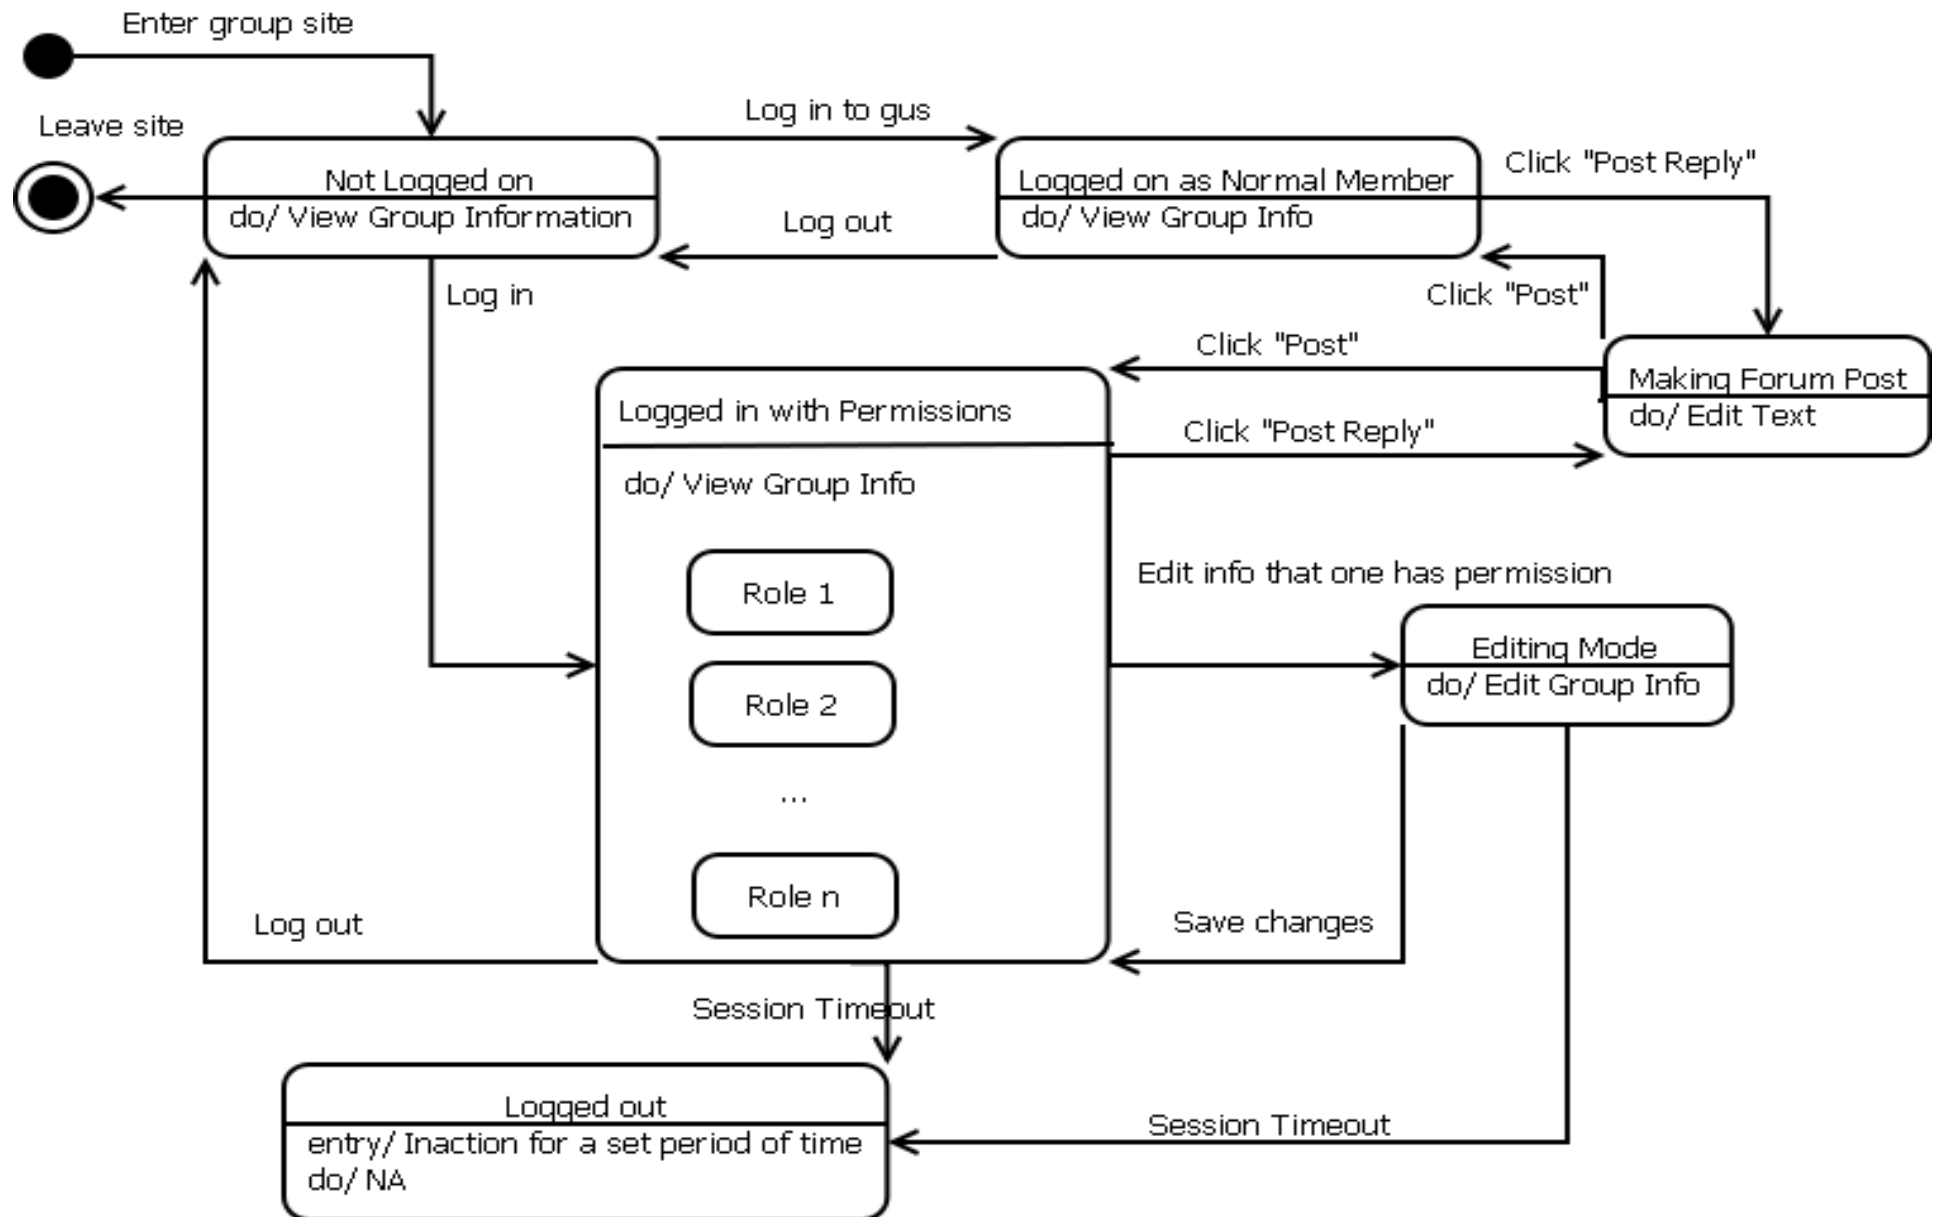 Enter group site
Leave site
Log in to gus
Not Logged on
do/ View Group Information
Logged on as Normal Member
do/ View Group Info
Click "Post Reply"
Log out
Log in
Click "Post"
Click "Post"
Making Forum Post
do/ Edit Text
Logged in with Permissions
Click "Post Reply"
do/ View Group Info
Role 1
Role 2
...
Role n
Edit info that one has permission
Editing Mode
do/ Edit Group Info
Log out
Save changes
Session Timeout
Logged out
entry/ Inaction for a set period of time
do/ NA
Session Timeout